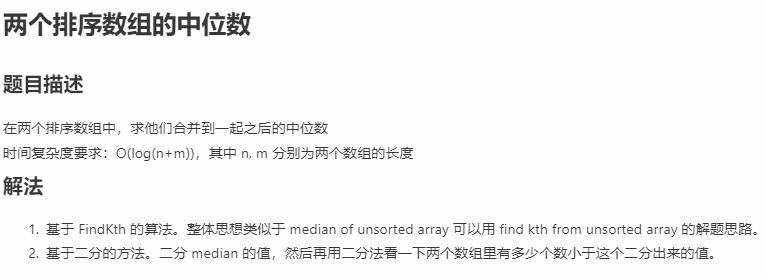 两个排序数组的中位数
题目描述
在两个排序数组中，求他们合并到一起之后的中位数
时间复杂度要求：O(log(n+m))，其中 n, m 分别为两个数组的长度
解法
1. 基于 FindKth 的算法。整体思想类似于 median of unsorted array 可以用 find kth from unsorted array 的解题思路。
2. 基于二分的方法。二分 median 的值，然后再用二分法看一下两个数组里有多少个数小于这个二分出来的值。